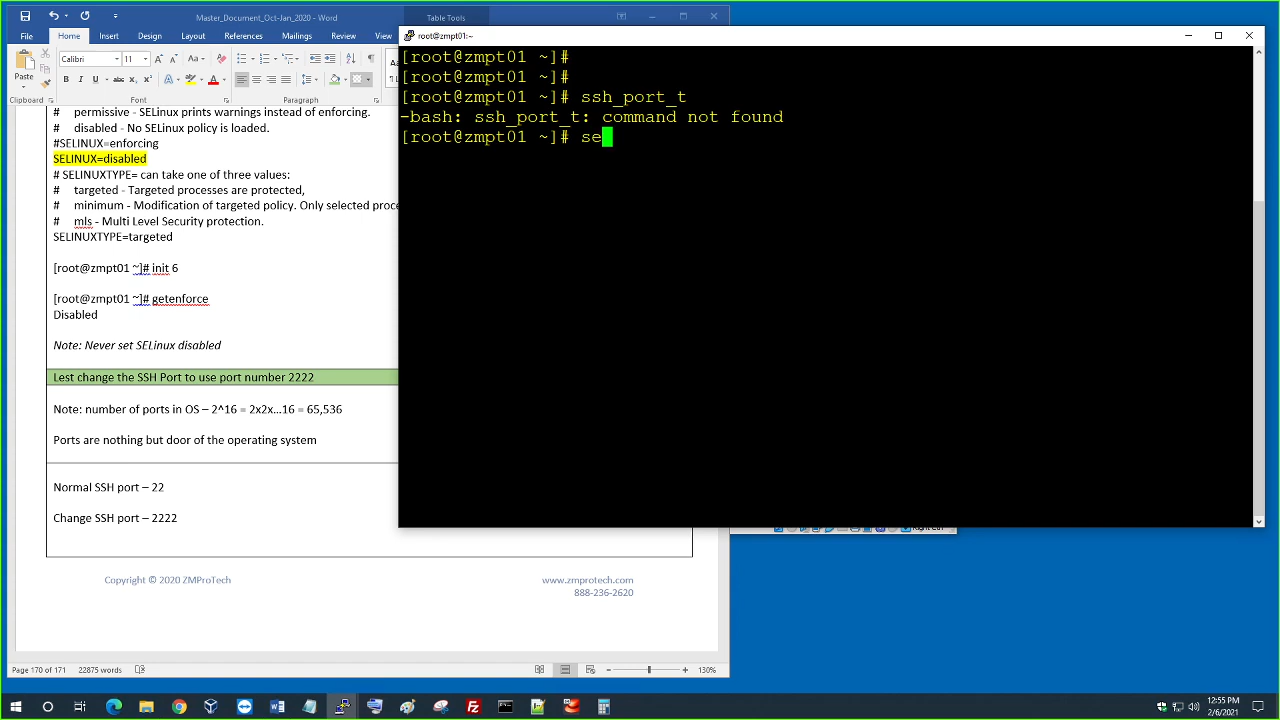 Master_Document_Oct-Jan_2020 - Word
Table Tools
File Home Insert Design Layout References Mailings Review View
Paste
Calibri 11 Aa
B I U abc
Clipboard Font Paragraph
# permissive - SELinux prints warnings instead of enforcing.
# disabled - No SELinux policy is loaded.
#SELINUX=enforcing
SELINUX=disabled
# SELINUXTYPE= can take one of three values:
# targeted - Targeted processes are protected,
# minimum - Modification of targeted policy. Only selected proce
# mls - Multi Level Security protection.
SELINUXTYPE=targeted
[root@zmpt01 ~]# init 6
[root@zmpt01 ~]# getenforce
Disabled
Note: Never set SELinux disabled
Lest change the SSH Port to use port number 2222
Note: number of ports in OS – 2^16 = 2x2x...16 = 65,536
Ports are nothing but door of the operating system
Normal SSH port – 22
Change SSH port – 2222
Copyright © 2020 ZMProTech
www.zmprotech.com
888-236-2620
Page 170 of 171 22875 words
130%
root@zmpt01:~
[root@zmpt01 ~]#
[root@zmpt01 ~]#
[root@zmpt01 ~]# ssh_port_t
-bash: ssh_port_t: command not found
[root@zmpt01 ~]# se
Right Ctrl
12:55 PM
2/6/2021